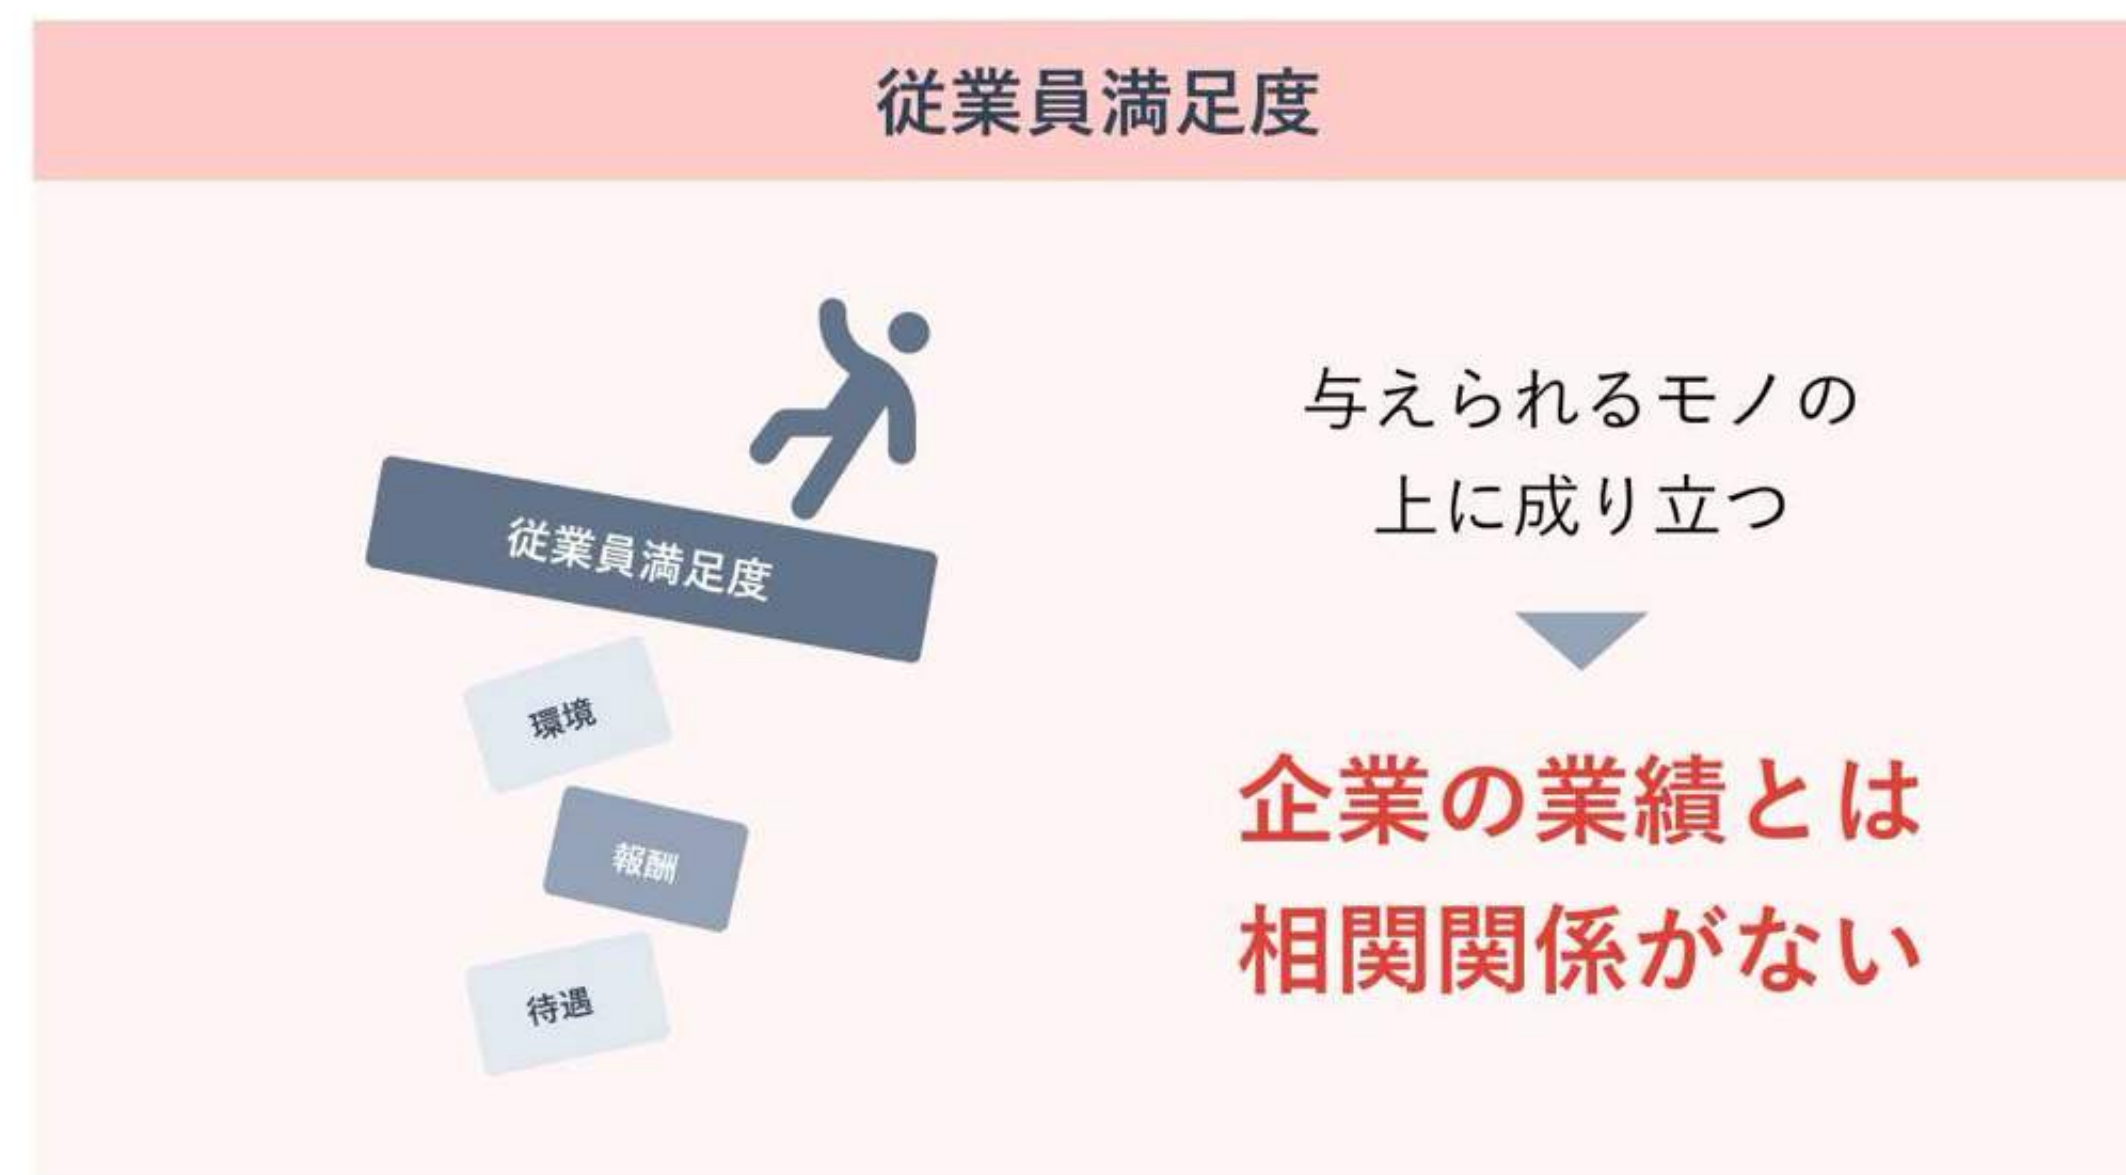 従業員満足度
従業員満足度
環境
報酬
待遇
与えられるモノの
上に成り立つ
企業の業績とは
相関関係がない